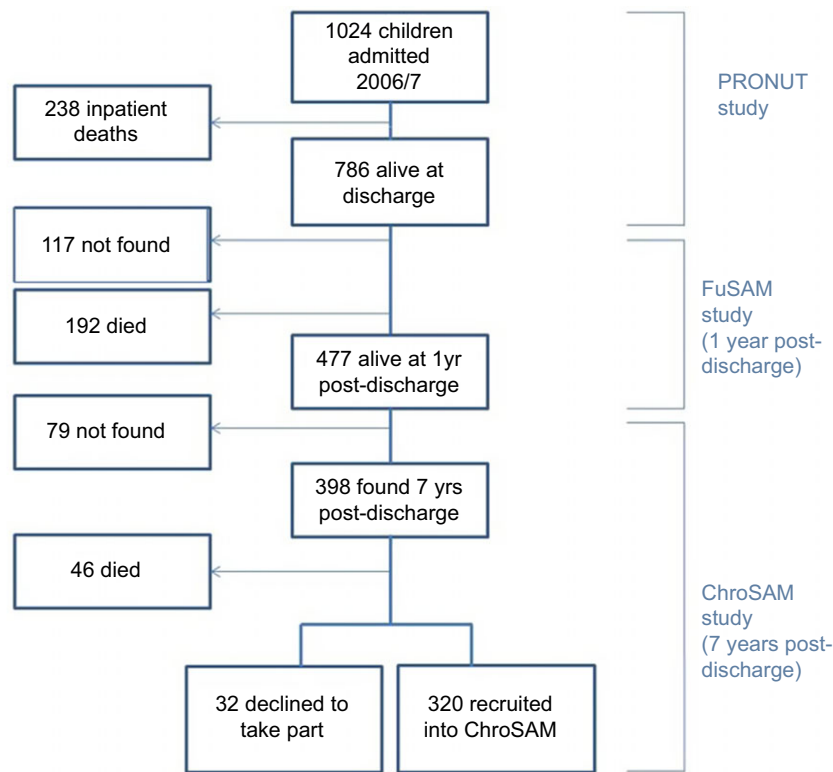 1024 children
admitted
2006/7
PRONUT
study
238 inpatient
deaths
786 alive at
discharge
117 not found
FuSAM
study
(1 year post-
discharge)
192 died
477 alive at 1yr
post-discharge
79 not found
398 found 7 yrs
post-discharge
46 died
ChroSAM
study
(7 years post-
discharge)
32 declined to
take part
320 recruited
into ChroSAM